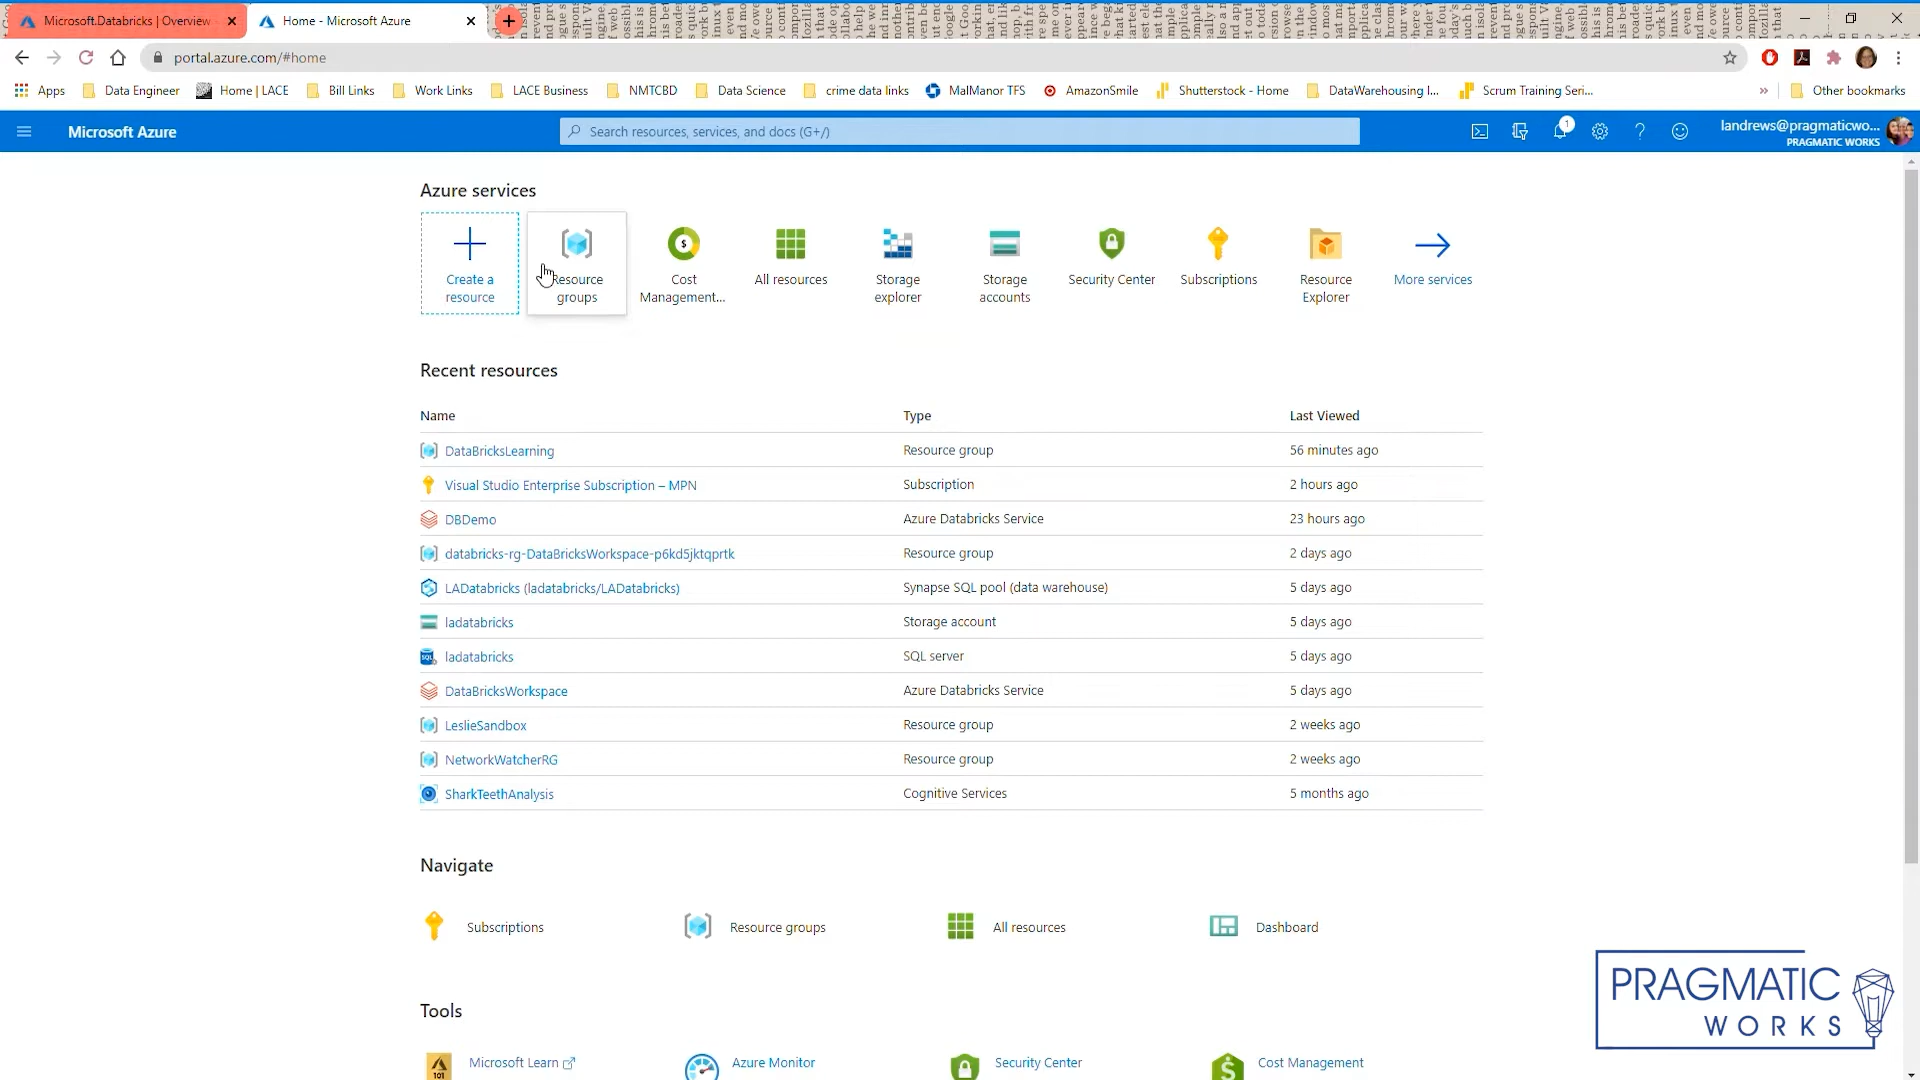 Microsoft.Databricks | Overview
Home - Microsoft Azure
portal.azure.com/#home
Apps
Data Engineer
Home | LACE
Bill Links
Work Links
LACE Business
NMTCBD
Data Science
crime data links
MalManor TFS
AmazonSmile
Shutterstock - Home
DataWarehousing I...
Scrum Training Seri...
»
Other bookmarks
Microsoft Azure
Search resources, services, and docs (G+/)
1
landrews@pragmaticwo...
PRAGMATIC WORKS
Azure services
Create a
resource
Resource
groups
Cost
Management...
All resources
Storage
explorer
Storage
accounts
Security Center
Subscriptions
Resource
Explorer
More services
Recent resources
Name Type Last Viewed
DataBricksLearning Resource group 56 minutes ago
Visual Studio Enterprise Subscription – MPN Subscription 2 hours ago
DBDemo Azure Databricks Service 23 hours ago
databricks-rg-DataBricksWorkspace-p6kd5jktqprtk Resource group 2 days ago
LADatabricks (ladatabricks/LADatabricks) Synapse SQL pool (data warehouse) 5 days ago
ladatabricks Storage account 5 days ago
ladatabricks SQL server 5 days ago
DataBricksWorkspace Azure Databricks Service 5 days ago
LeslieSandbox Resource group 2 weeks ago
NetworkWatcherRG Resource group 2 weeks ago
SharkTeethAnalysis Cognitive Services 5 months ago
Navigate
Subscriptions
Resource groups
All resources
Dashboard
Tools
Microsoft Learn
Azure Monitor
Security Center
Cost Management
PRAGMATIC
WORKS